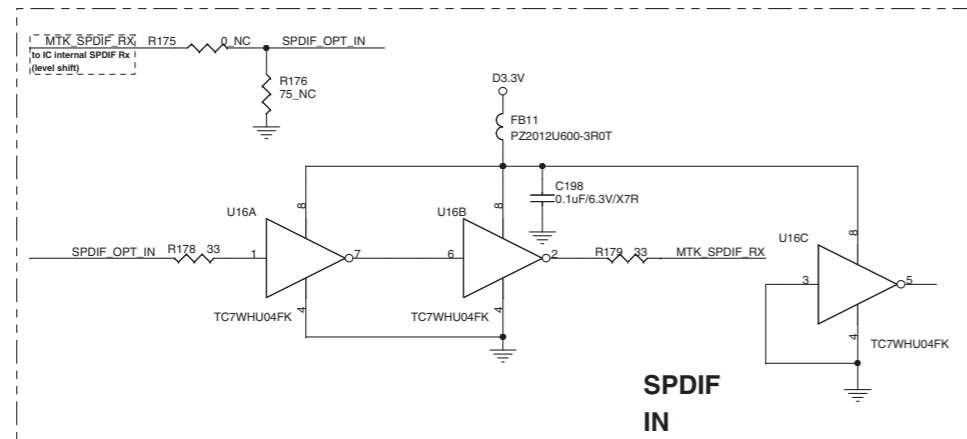 MTK_SPDIF_RX R175 0_NC SPDIF_OPT_IN
to IC internal SPDIF Rx
(level shift)
R176
75_NC
D3.3V
FB11
PZ2012U600-3R0T
C198
0.1uF/6.3V/X7R
U16A
8
U16B
8
U16C
8
SPDIF_OPT_IN R178 33 1 7 6 2 R179 33 MTK_SPDIF_RX
3 5
4
TC7WHU04FK
4
TC7WHU04FK
4
TC7WHU04FK
SPDIF
IN